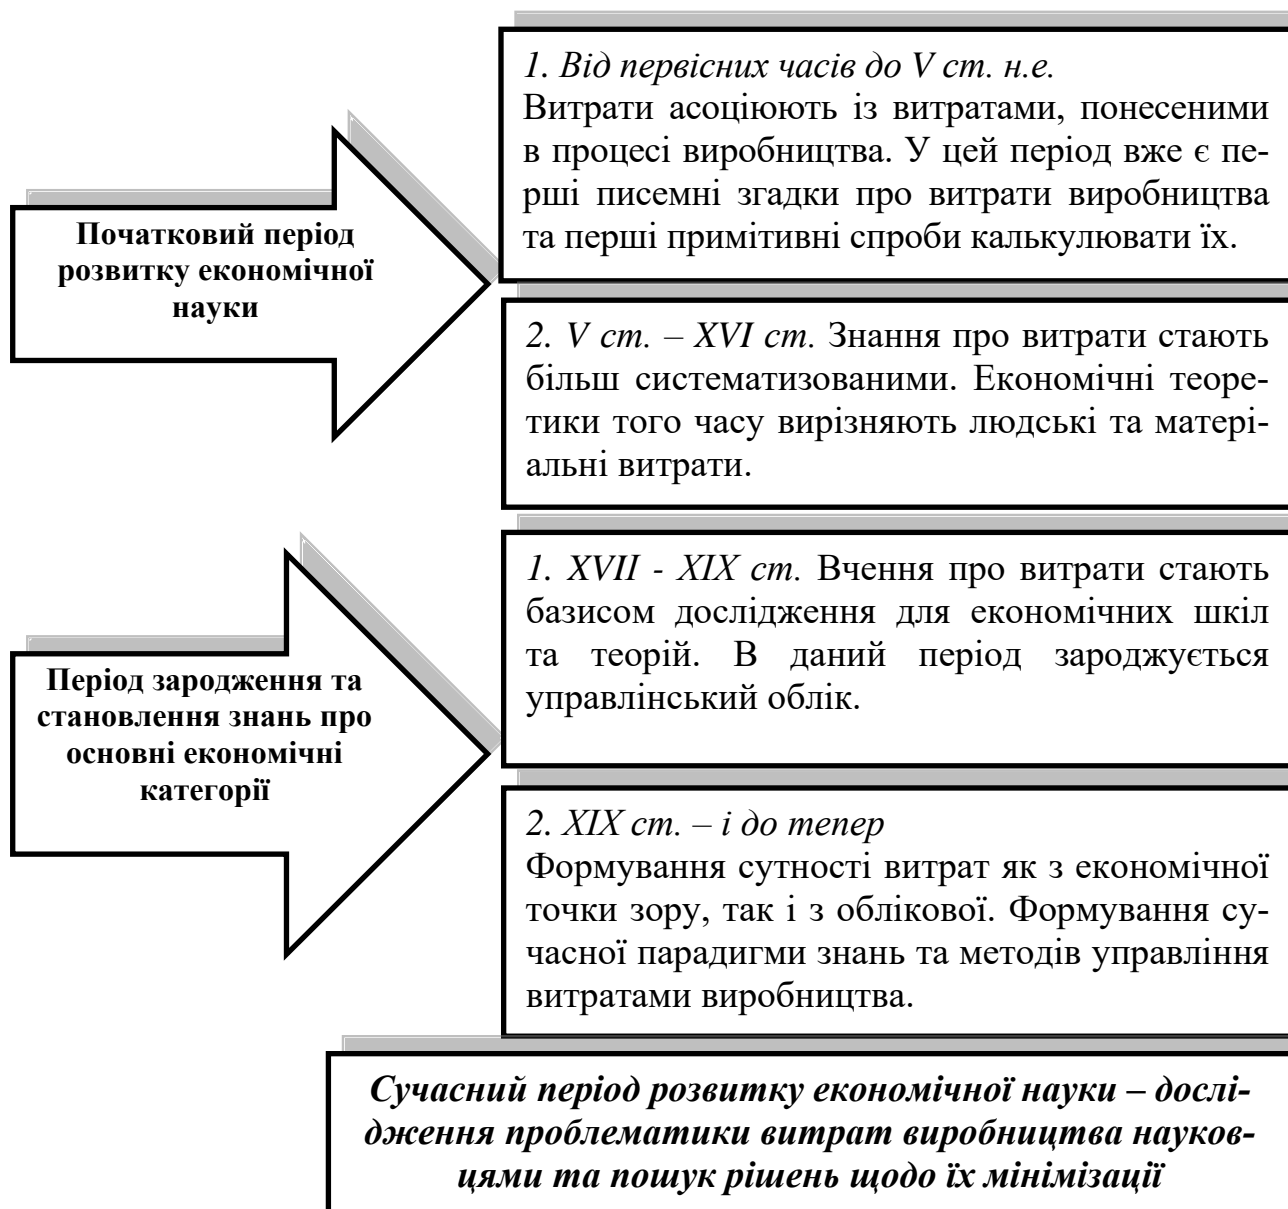 Початковий період
розвитку економічної
науки
1. Від первісних часів до V ст. н.е.
Витрати асоціюють із витратами, понесеними
в процесі виробництва. У цей період вже є пе-
рші писемні згадки про витрати виробництва
та перші примітивні спроби калькулювати їх.
2. V ст. – XVI ст. Знання про витрати стають
більш систематизованими. Економічні теоре-
тики того часу вирізняють людські та матері-
альні витрати.
Період зародження та
становлення знань про
основні економічні
категорії
1. XVII - XIX ст. Вчення про витрати стають
базисом дослідження для економічних шкіл
та теорій. В даний період зароджується
управлінський облік.
2. XIX ст. – і до тепер
Формування сутності витрат як з економічної
точки зору, так і з облікової. Формування су-
часної парадигми знань та методів управління
витратами виробництва.
Сучасний період розвитку економічної науки – дослі-
дження проблематики витрат виробництва науков-
цями та пошук рішень щодо їх мінімізації